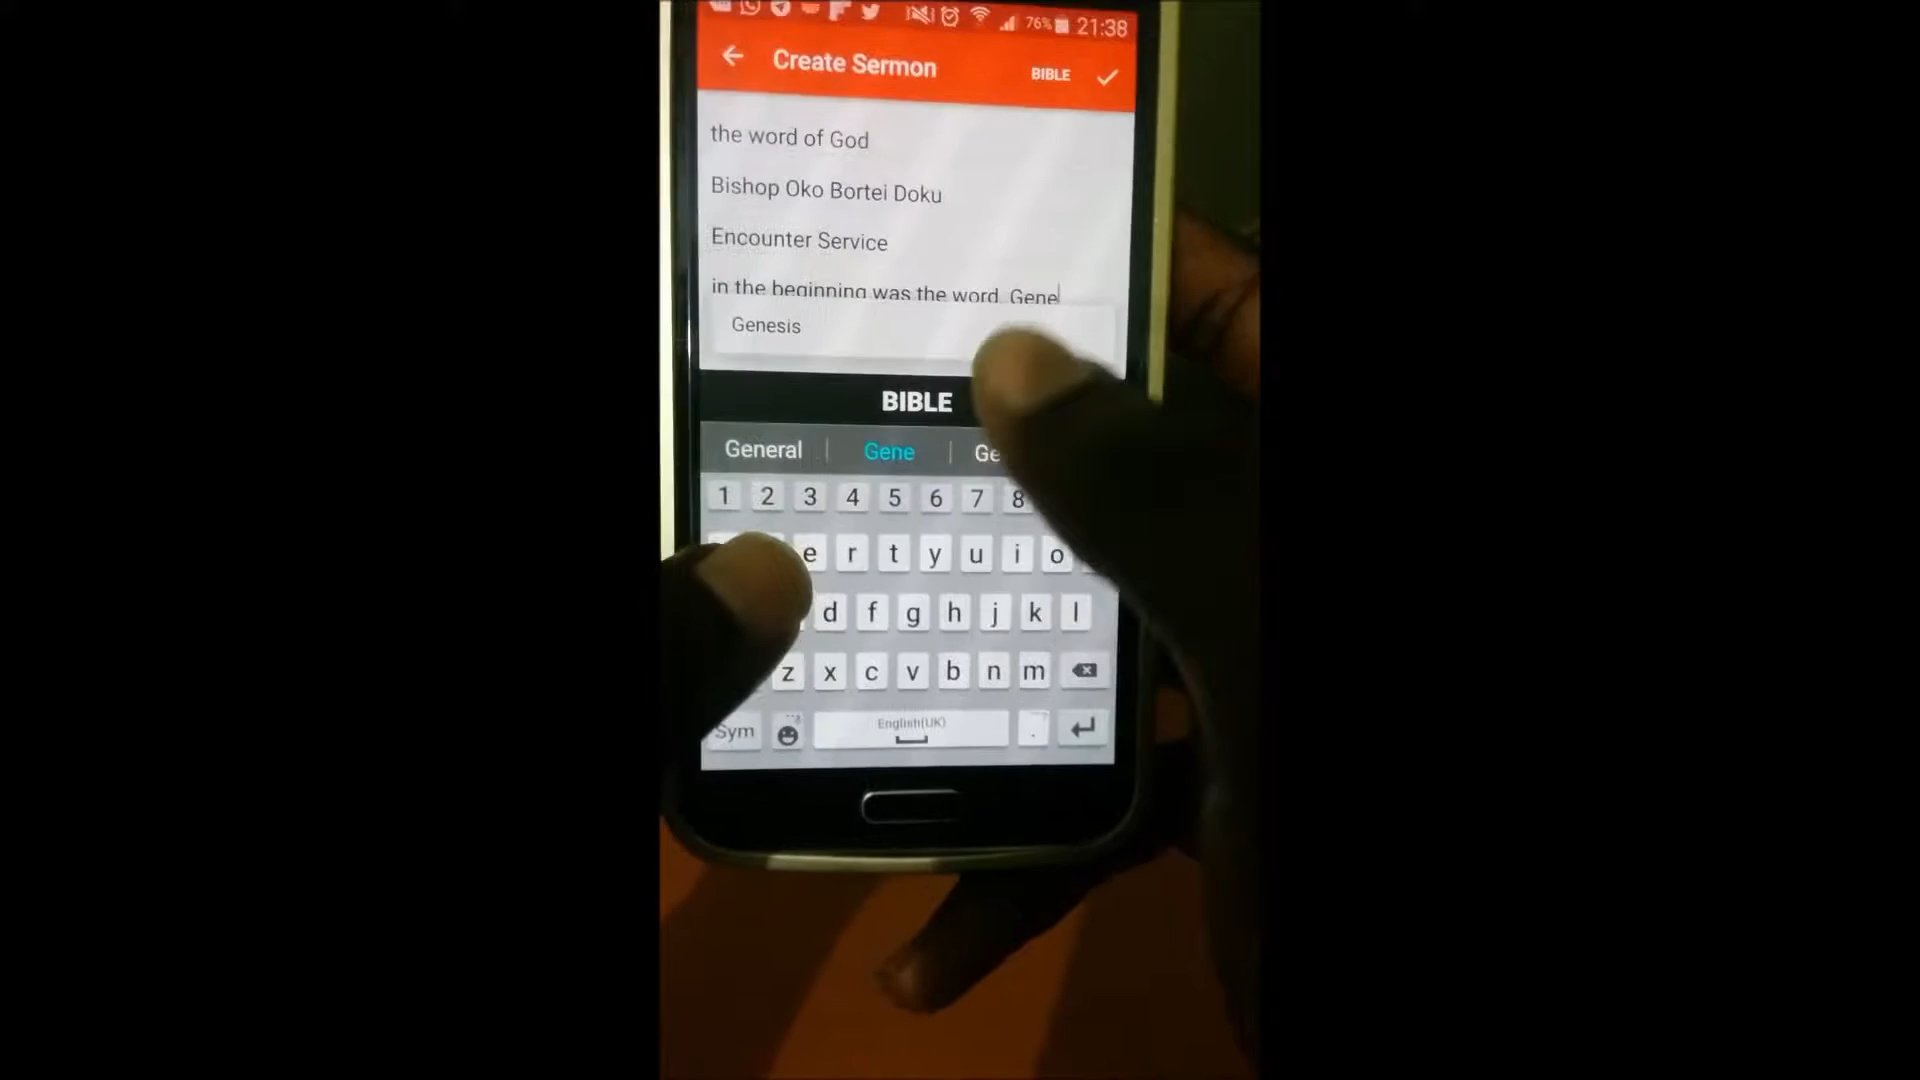 76% 21:38
Create Sermon BIBLE
the word of God
Bishop Oko Bortei Doku
Encounter Service
in the beginning was the word. Gene
Genesis
BIBLE
General Gene Ge
1 2 3 4 5 6 7 8
e r t y u i o
d f g h j k l
z x c v b n m
Sym English(UK) .